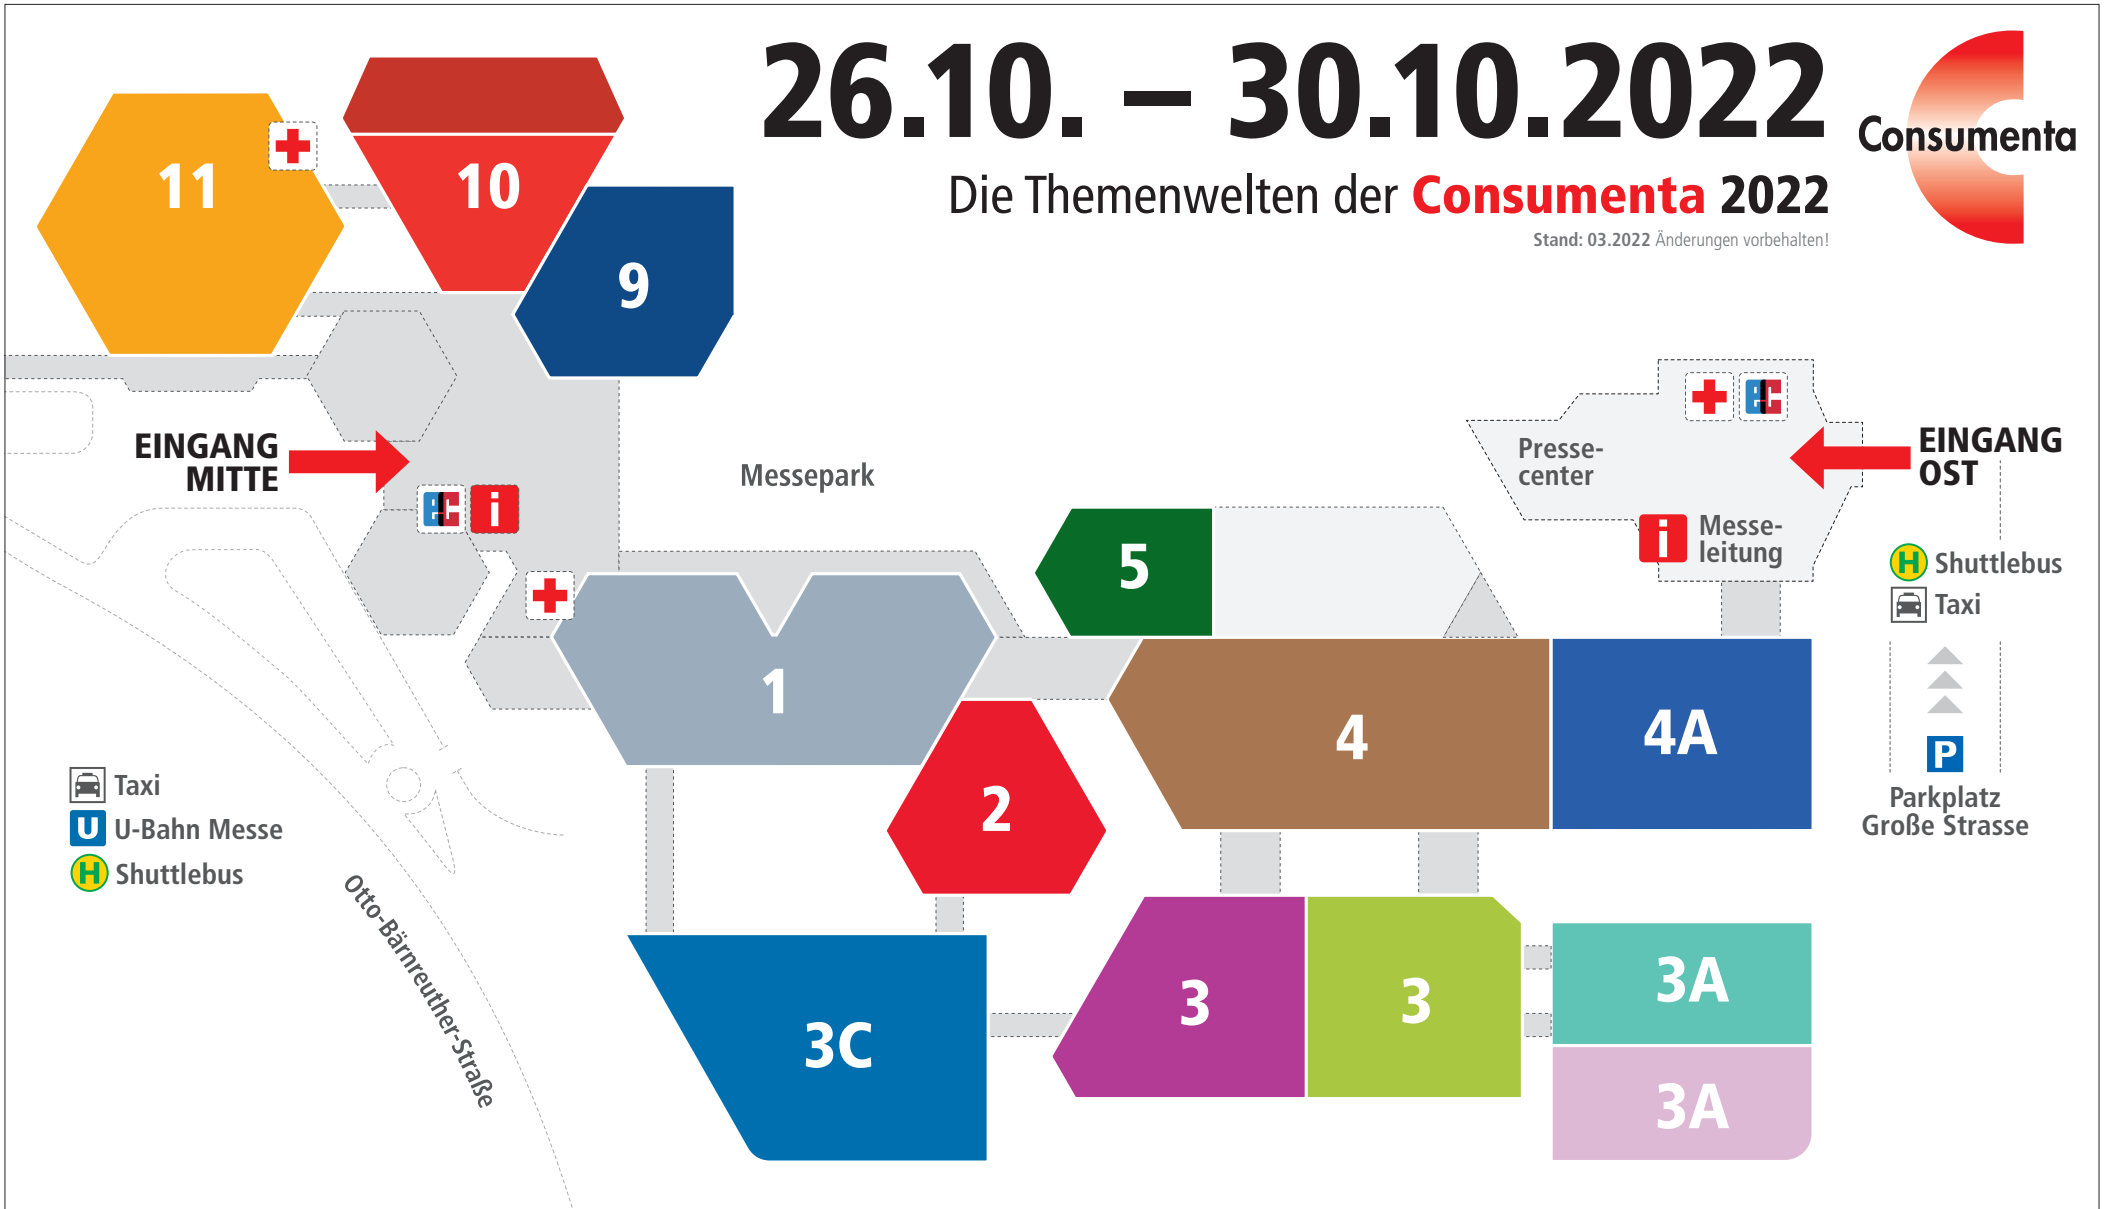 26.10. – 30.10.2022
Die Themenwelten der Consumenta 2022
Stand: 03.2022 Änderungen vorbehalten!
Consumenta
11
10
9
EINGANG
MITTE
EC
i
Messepark
Presse-
center
EC
EINGANG
OST
i
Messe-
leitung
H Shuttlebus
Taxi
P
Parkplatz
Große Strasse
5
1
4
4A
2
Taxi
U U-Bahn Messe
H Shuttlebus
Otto-Bärnreuther-Straße
3C
3
3
3A
3A